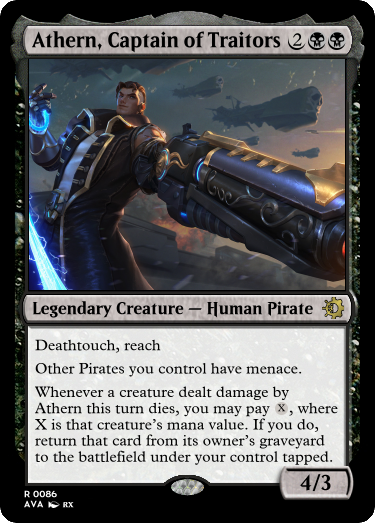 Athern, Captain of Traitors 2
Legendary Creature — Human Pirate
Deathtouch, reach
Other Pirates you control have menace.
Whenever a creature dealt damage by
Athern this turn dies, you may pay X, where
X is that creature's mana value. If you do,
return that card from its owner's graveyard
to the battlefield under your control tapped.
4/3
R 0086
AVA RX